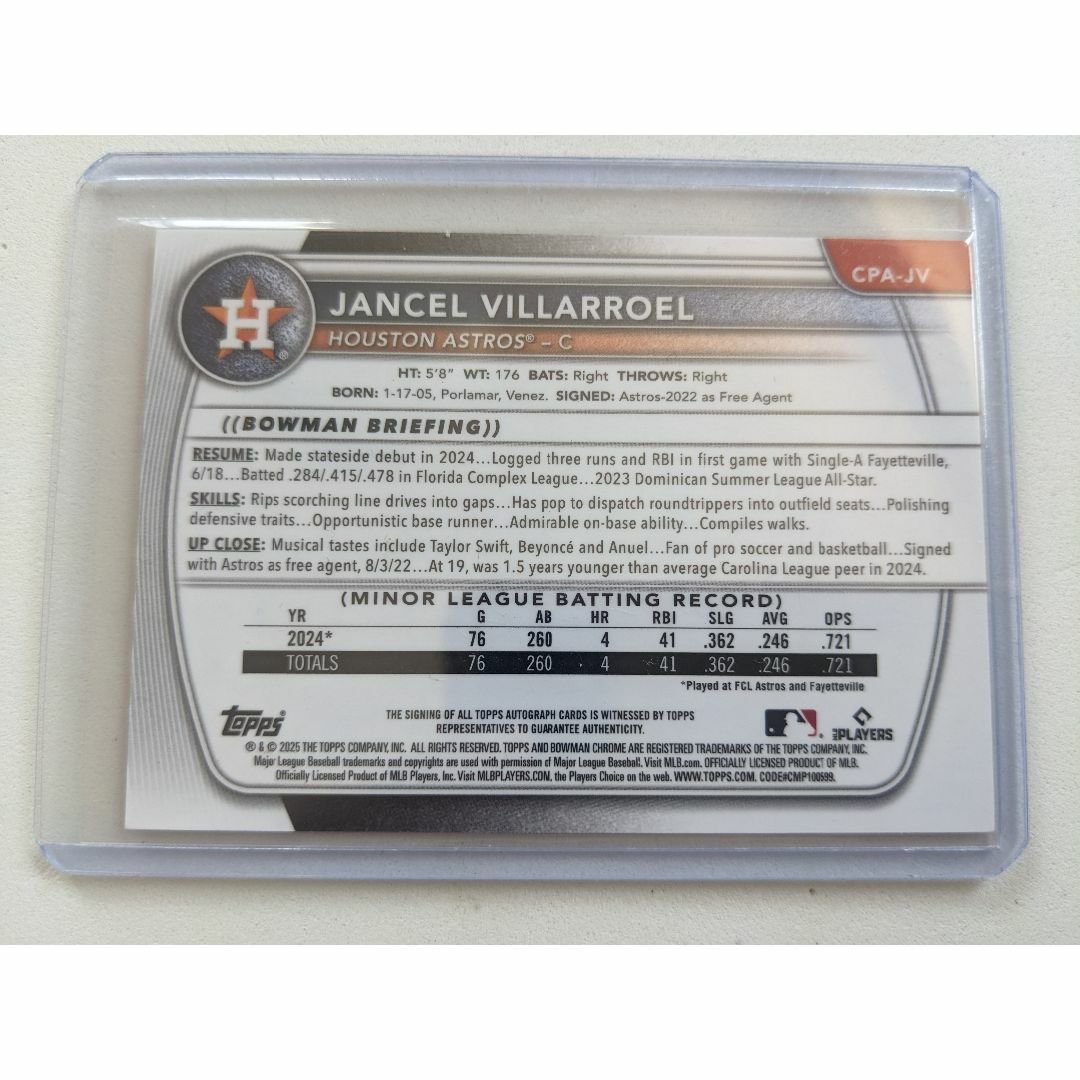 CPA-JV
H
JANCEL VILLARROEL
HOUSTON ASTROS® – C
HT: 5'8" WT: 176 BATS: Right THROWS: Right
BORN: 1-17-05, Porlamar, Venez. SIGNED: Astros-2022 as Free Agent
((BOWMAN BRIEFING))
RESUME: Made stateside debut in 2024...Logged three runs and RBI in first game with Single-A Fayetteville,
6/18...Batted .284/.415/.478 in Florida Complex League...2023 Dominican Summer League All-Star.
SKILLS: Rips scorching line drives into gaps...Has pop to dispatch roundtrippers into outfield seats...Polishing
defensive traits...Opportunistic base runner...Admirable on-base ability...Compiles walks.
UP CLOSE: Musical tastes include Taylor Swift, Beyoncé and Anuel...Fan of pro soccer and basketball...Signed
with Astros as free agent, 8/3/22...At 19, was 1.5 years younger than average Carolina League peer in 2024.
(MINOR LEAGUE BATTING RECORD)
YR G AB HR RBI SLG AVG OPS
2024* 76 260 4 41 .362 .246 .721
TOTALS 76 260 4 41 .362 .246 .721
*Played at FCL Astros and Fayetteville
Topps®
THE SIGNING OF ALL TOPPS AUTOGRAPH CARDS IS WITNESSED BY TOPPS
REPRESENTATIVES TO GUARANTEE AUTHENTICITY.
MLB PLAYERS
® & © 2025 THE TOPPS COMPANY, INC. ALL RIGHTS RESERVED. TOPPS AND BOWMAN CHROME ARE REGISTERED TRADEMARKS OF THE TOPPS COMPANY, INC.
Major League Baseball trademarks and copyrights are used with permission of Major League Baseball. Visit MLB.com. OFFICIALLY LICENSED PRODUCT OF MLB.
Officially Licensed Product of MLB Players, Inc. Visit MLBPLAYERS.COM, the Players Choice on the web. WWW.TOPPS.COM. CODE#CMP100599.